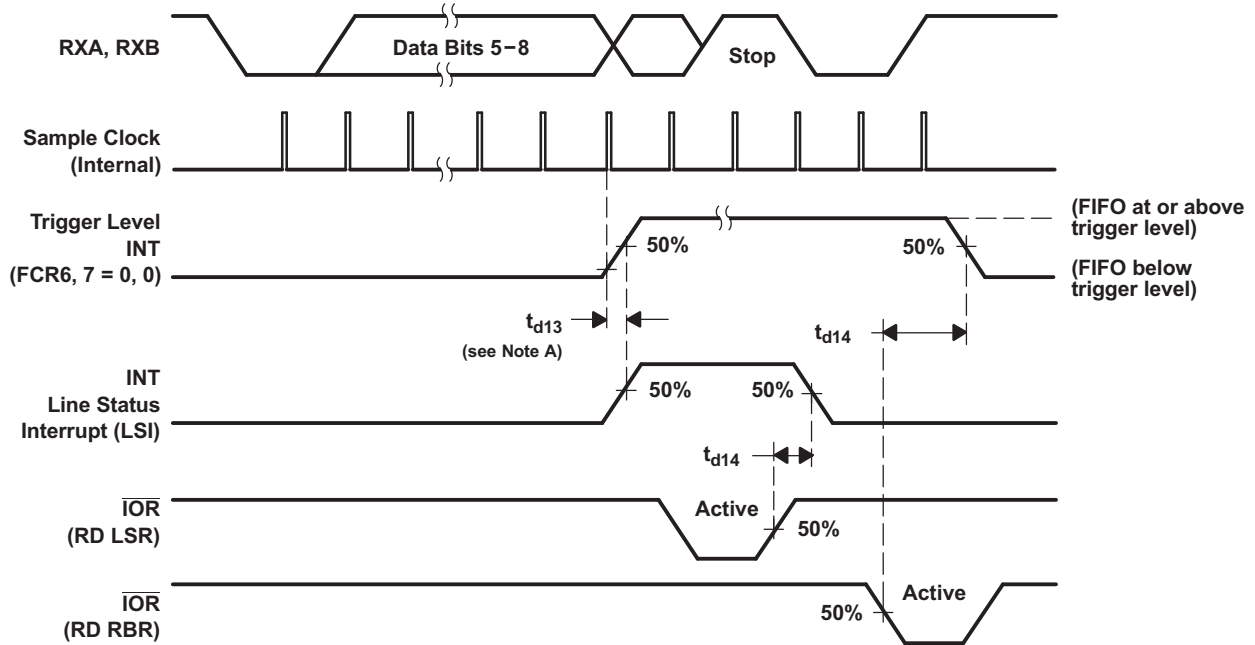 RXA, RXB
Data Bits 5−8
Stop
Sample Clock
(Internal)
Trigger Level
INT
(FCR6, 7 = 0, 0)
50%
50%
(FIFO at or above
trigger level)
(FIFO below
trigger level)
td13
(see Note A)
td14
INT
Line Status
Interrupt (LSI)
50%
50%
td14
IOR
(RD LSR)
Active
50%
IOR
(RD RBR)
50%
Active